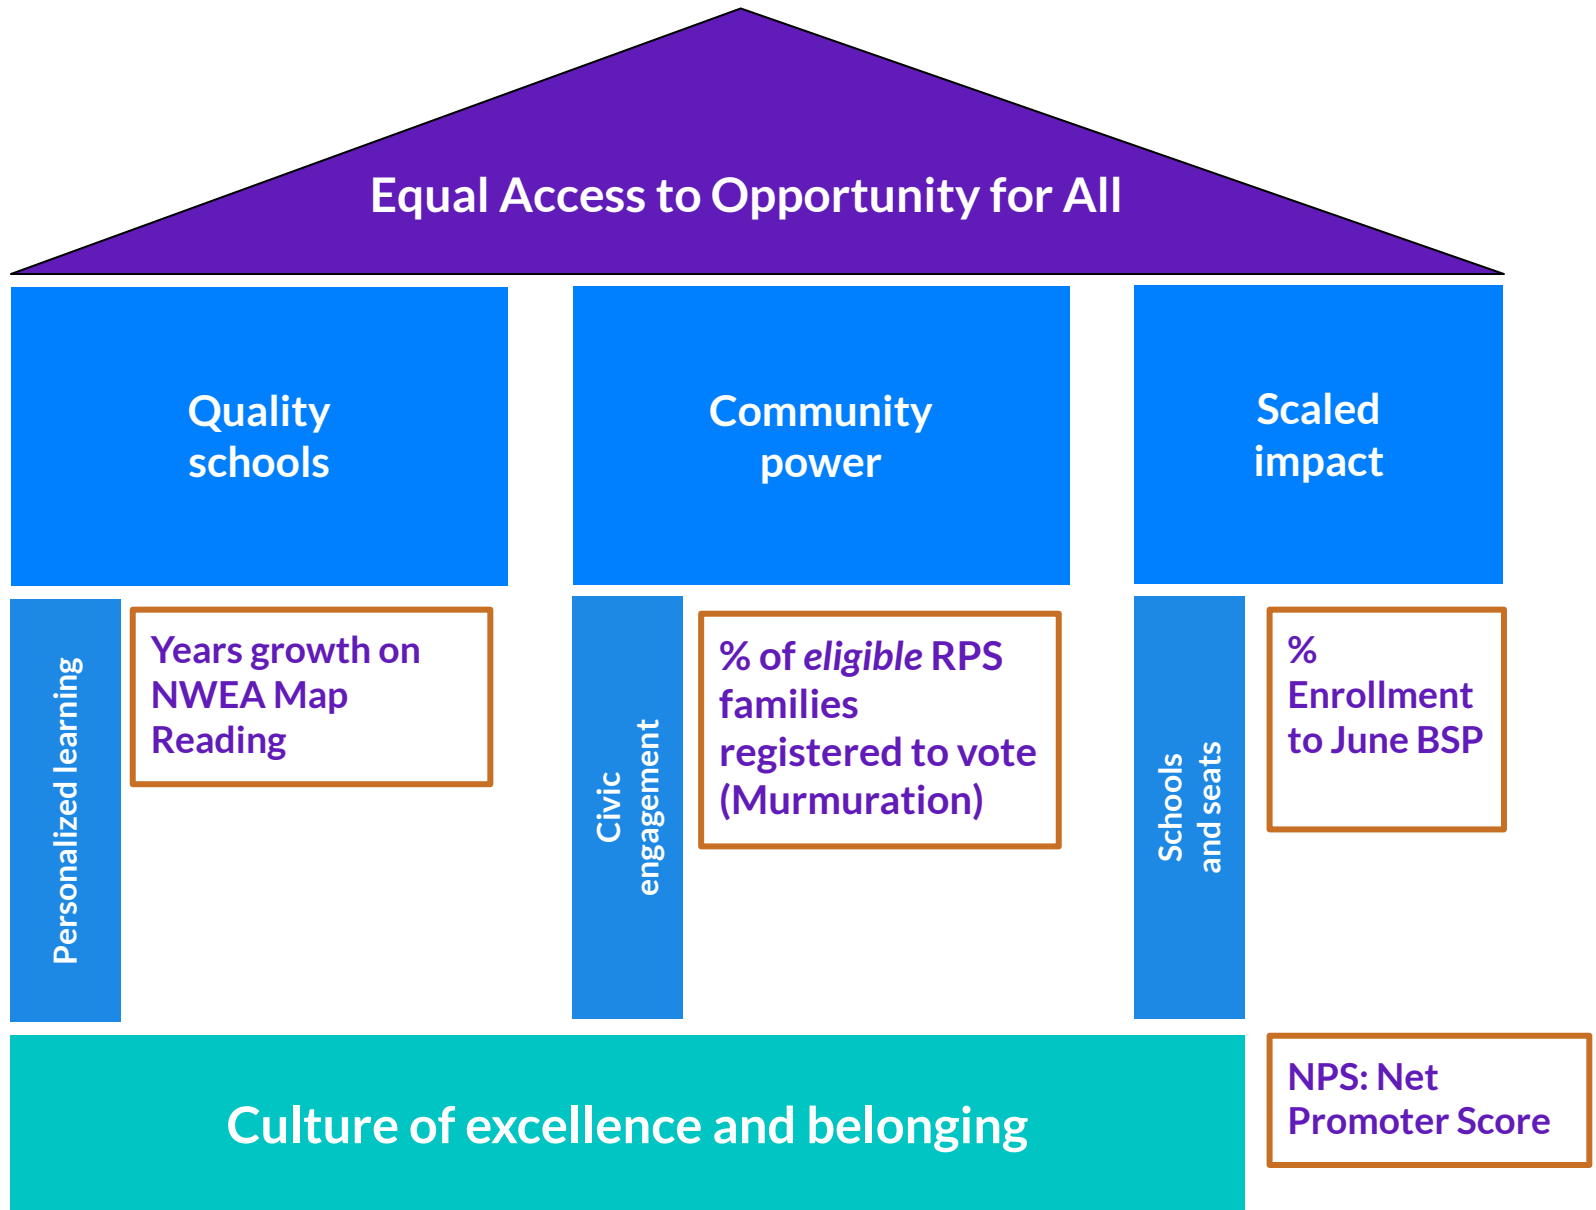 Equal Access to Opportunity for All
Quality
schools
Community
power
Scaled
impact
Personalized learning
Years growth on
NWEA Map
Reading
Civic
engagement
% of eligible RPS
families
registered to vote
(Murmuration)
Schools
and seats
%
Enrollment
to June BSP
Culture of excellence and belonging
NPS: Net
Promoter Score